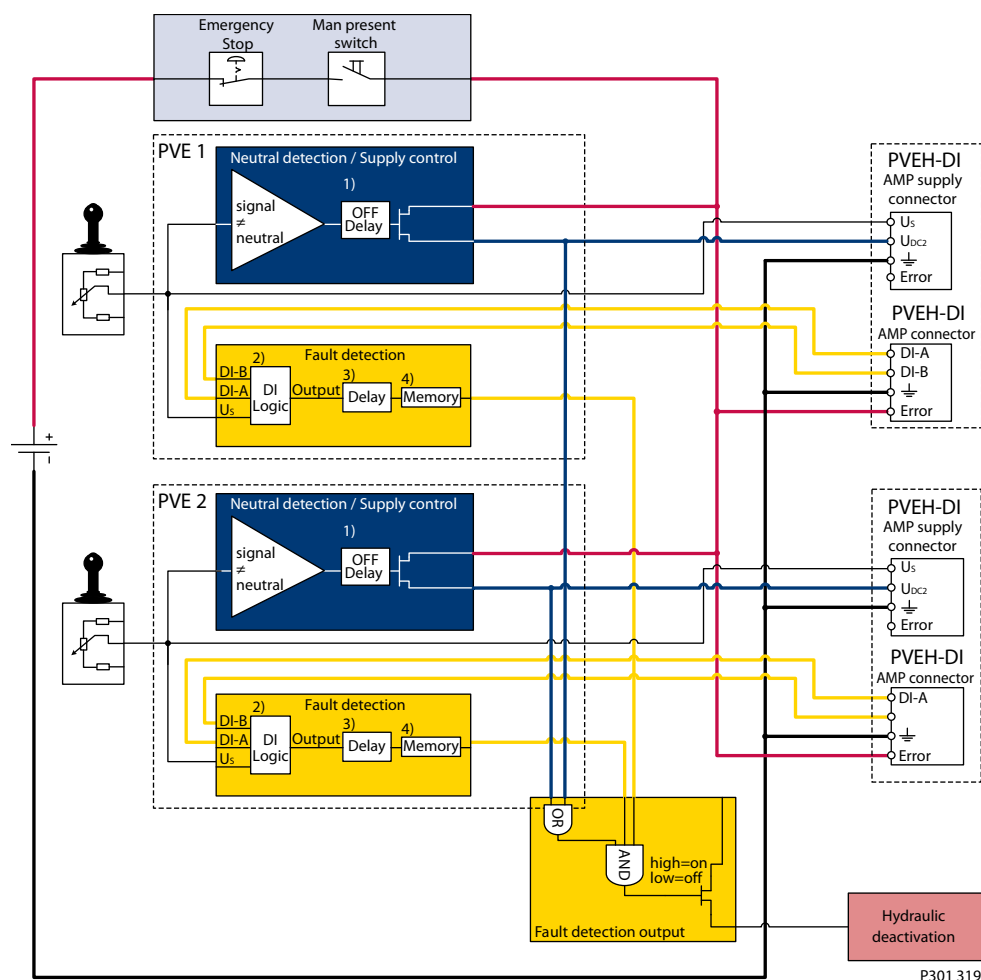 Emergency
Stop
Man present
switch
PVE 1
Neutral detection / Supply control
1)
signal
≠
neutral
OFF
Delay
Fault detection
2)
3)
4)
DI-B
DI-A
Us
DI
Logic
Output
Delay
Memory
PVEH-DI
AMP supply
connector
Us
UDC2
Error
PVEH-DI
AMP connector
DI-A
DI-B
Error
+
−
PVE 2
Neutral detection / Supply control
1)
signal
≠
neutral
OFF
Delay
Fault detection
2)
3)
4)
DI-B
DI-A
Us
DI
Logic
Output
Delay
Memory
PVEH-DI
AMP supply
connector
Us
UDC2
Error
PVEH-DI
AMP connector
DI-A
Error
OR
AND
high=on
low=off
Fault detection output
Hydraulic
deactivation
P301 319